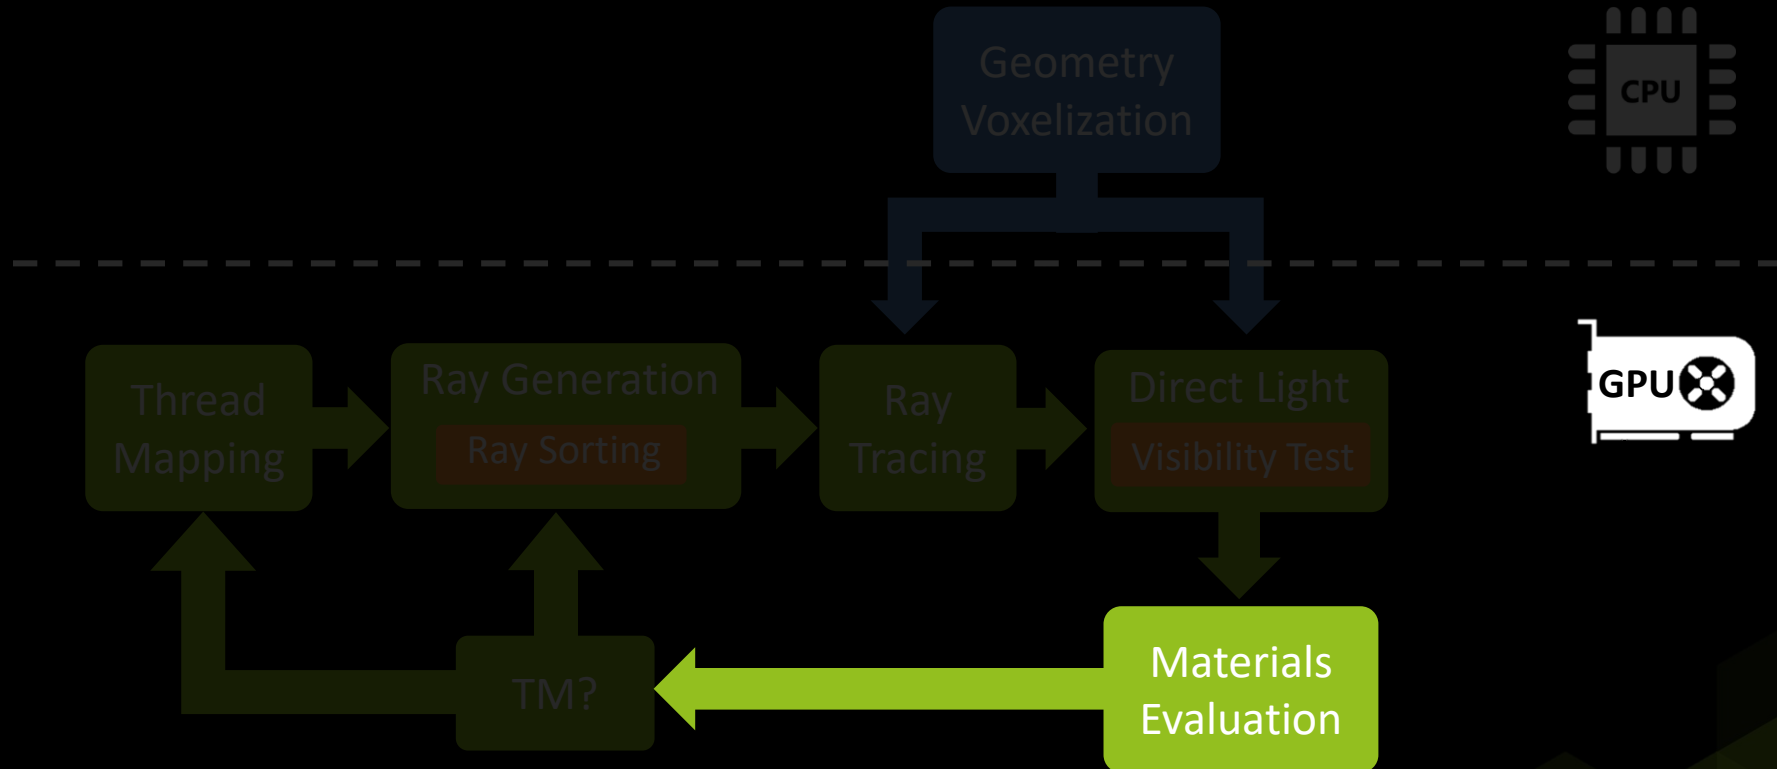 Geometry
Voxelization
CPU
GPU
Thread
Mapping
Ray Generation
Ray Sorting
Ray
Tracing
Direct Light
Visibility Test
TM?
Materials
Evaluation